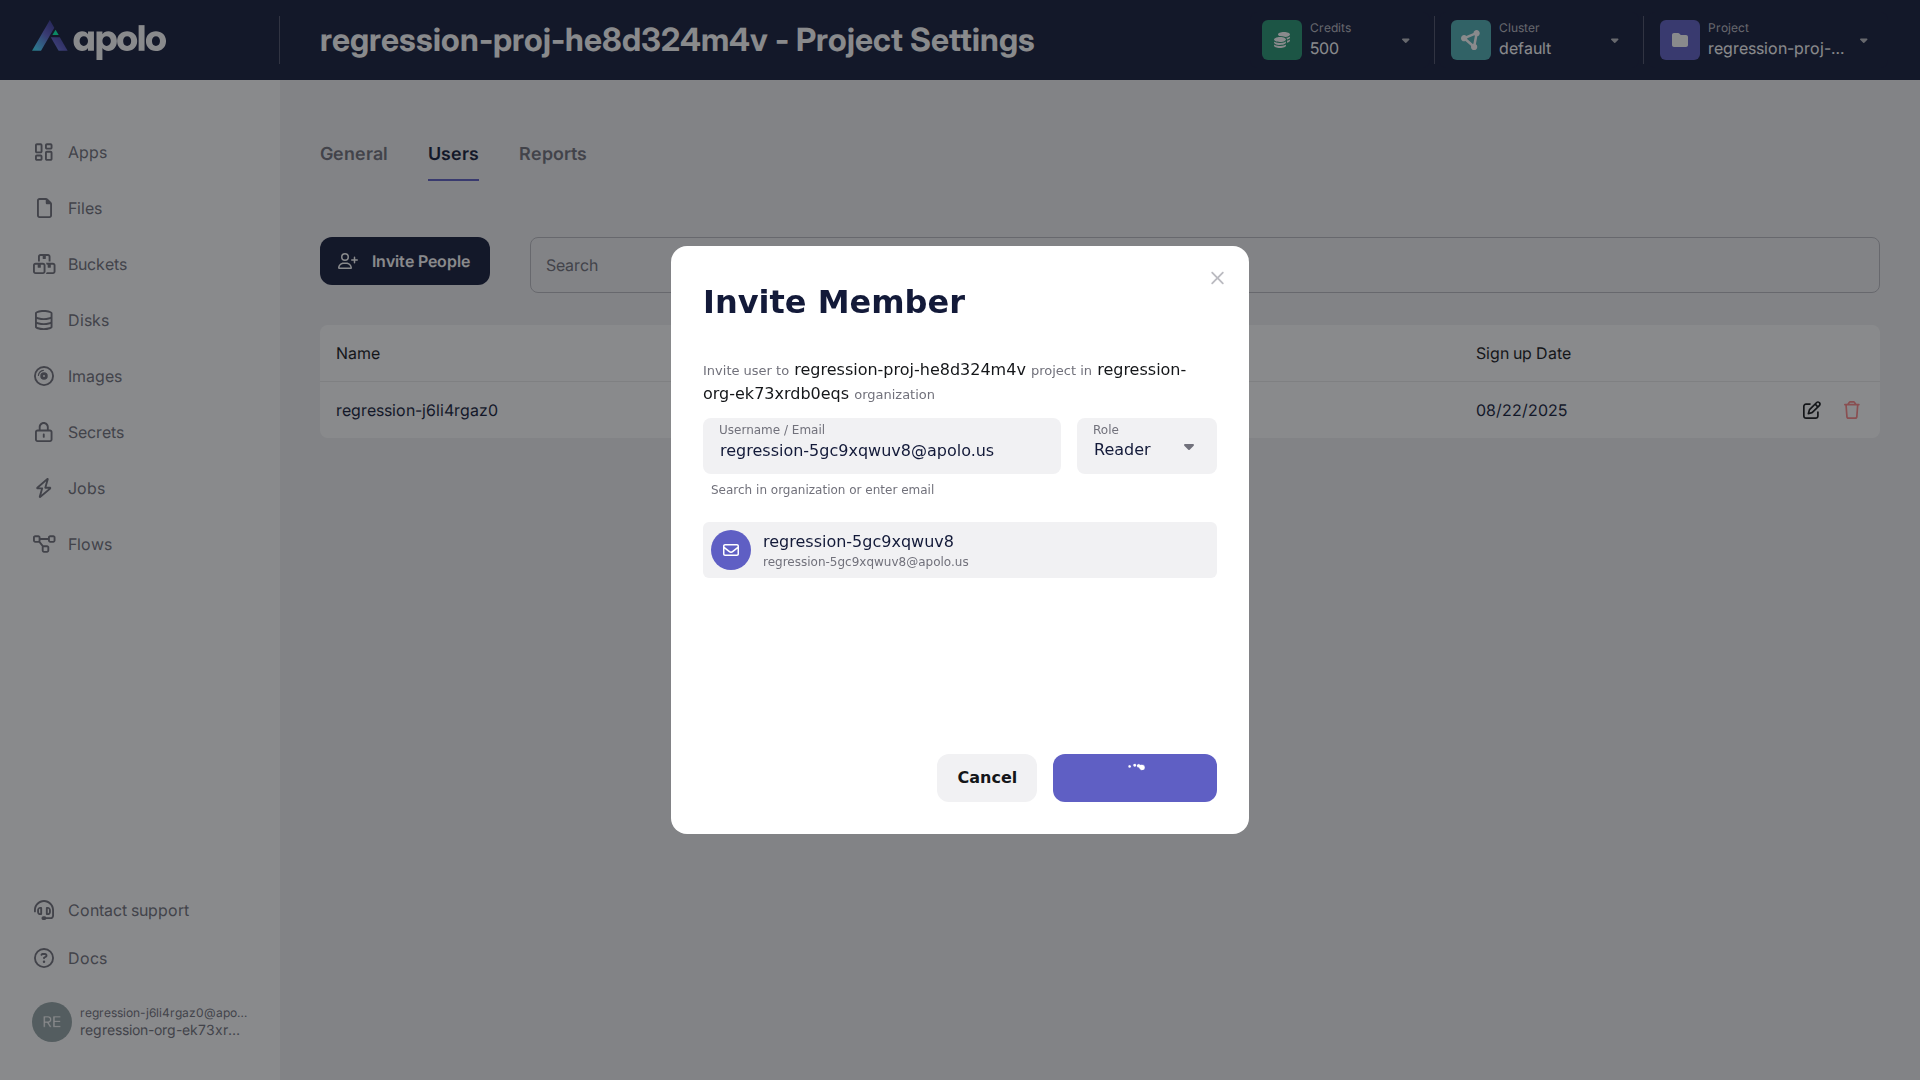 apolo
regression-proj-he8d324m4v - Project Settings
Credits
500
Cluster
default
Project
regression-proj-...
Apps
Files
Buckets
Disks
Images
Secrets
Jobs
Flows
Contact support
Docs
RE
regression-j6li4rgaz0@apo...
regression-org-ek73xr...
General
Users
Reports
Invite People
Search
Name
Sign up Date
regression-j6li4rgaz0
08/22/2025
Invite Member
Invite user to regression-proj-he8d324m4v project in regression-
org-ek73xrdb0eqs organization
Username / Email
regression-5gc9xqwuv8@apolo.us
Role
Reader
Search in organization or enter email
regression-5gc9xqwuv8
regression-5gc9xqwuv8@apolo.us
Cancel